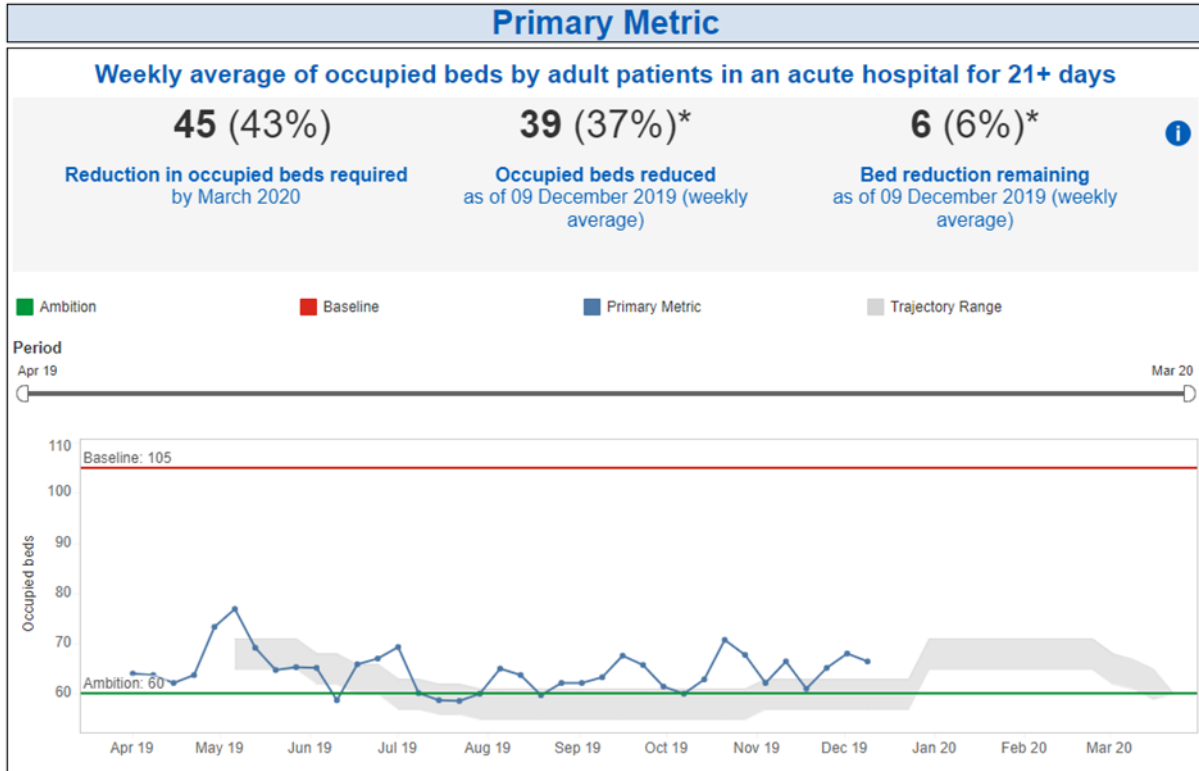 Primary Metric
Weekly average of occupied beds by adult patients in an acute hospital for 21+ days
45 (43%)
39 (37%)*
6 (6%)*
i
Reduction in occupied beds required
by March 2020
Occupied beds reduced
as of 09 December 2019 (weekly
average)
Bed reduction remaining
as of 09 December 2019 (weekly
average)
Ambition
Baseline
Primary Metric
Trajectory Range
Period
Apr 19
Mar 20
Occupied beds
110
100
90
80
70
60
Baseline: 105
Ambition: 60
Apr 19
May 19
Jun 19
Jul 19
Aug 19
Sep 19
Oct 19
Nov 19
Dec 19
Jan 20
Feb 20
Mar 20